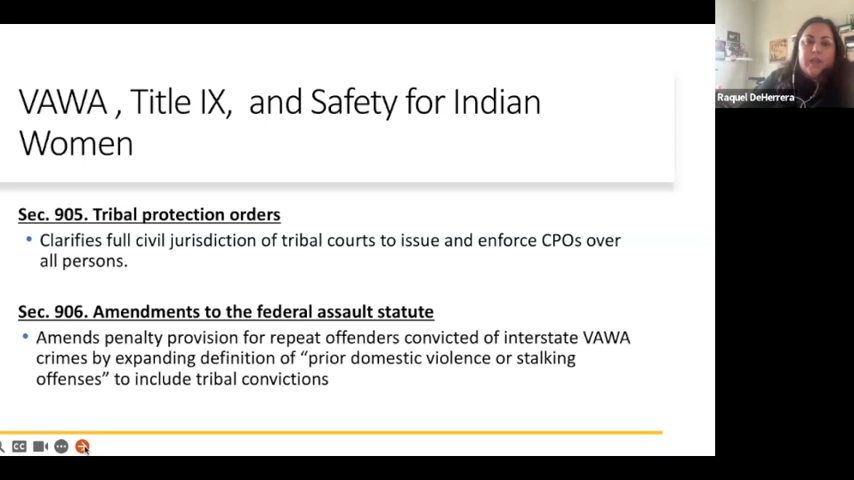 VAWA , Title IX,  and Safety for Indian
Women
Raquel DeHerrera
Sec. 905. Tribal protection orders
• Clarifies full civil jurisdiction of tribal courts to issue and enforce CPOs over
all persons.
Sec. 906. Amendments to the federal assault statute
• Amends penalty provision for repeat offenders convicted of interstate VAWA
crimes by expanding definition of “prior domestic violence or stalking
offenses” to include tribal convictions
CC